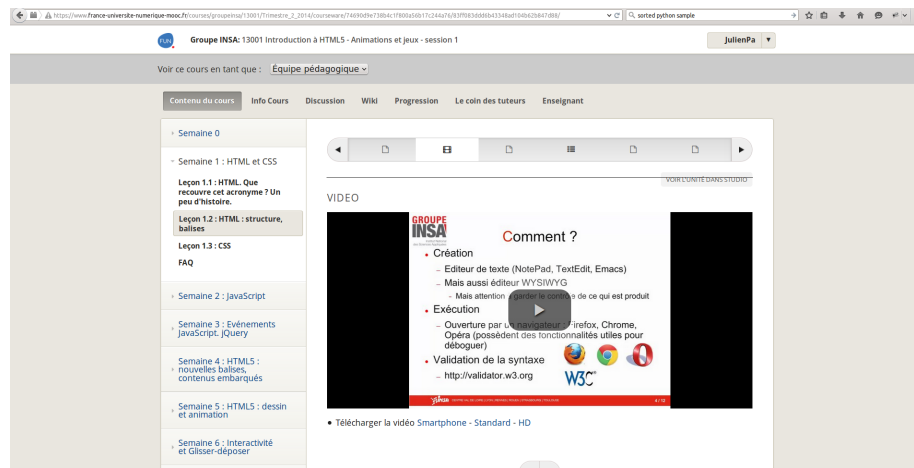 https://www.france-universite-numerique-mooc.fr/courses/groupeinsa/13001/Trimestre_2_2014/courseware/
sorted python sample
FUN
Groupe INSA: 13001 Introduction à HTML5 - Animations et jeux - session 1
JulienPa
Voir ce cours en tant que : Équipe pédagogique
Contenu du cours Info Cours Discussion Wiki Progression Le coin des tuteurs Enseignant
Semaine 0
Semaine 1 : HTML et CSS
Leçon 1.1 : HTML. Que
recouvre cet acronyme ? Un
peu d'histoire.
Leçon 1.2 : HTML : structure,
balises
Leçon 1.3 : CSS
FAQ
Semaine 2 : JavaScript
Semaine 3 : Evénements
JavaScript. jQuery
Semaine 4 : HTML5 :
nouvelles balises,
contenus embarqués
Semaine 5 : HTML5 : dessin
et animation
Semaine 6 : Interactivité
et Glisser-déposer
VOIR L'UNITÉ DANS STUDIO
VIDEO
GROUPE
INSA
Comment ?
• Création
– Editeur de texte (NotePad, TextEdit, Emacs)
– Mais aussi éditeur WYSIWYG
- Mais attention à garder le contrôle de ce qui est produit
• Exécution
– Ouverture par un navigateur : Firefox, Chrome,
Opéra (possèdent des fonctionnalités utiles pour
déboguer)
• Validation de la syntaxe
– http://validator.w3.org
W3C
4 / 12
• Télécharger la vidéo Smartphone - Standard - HD